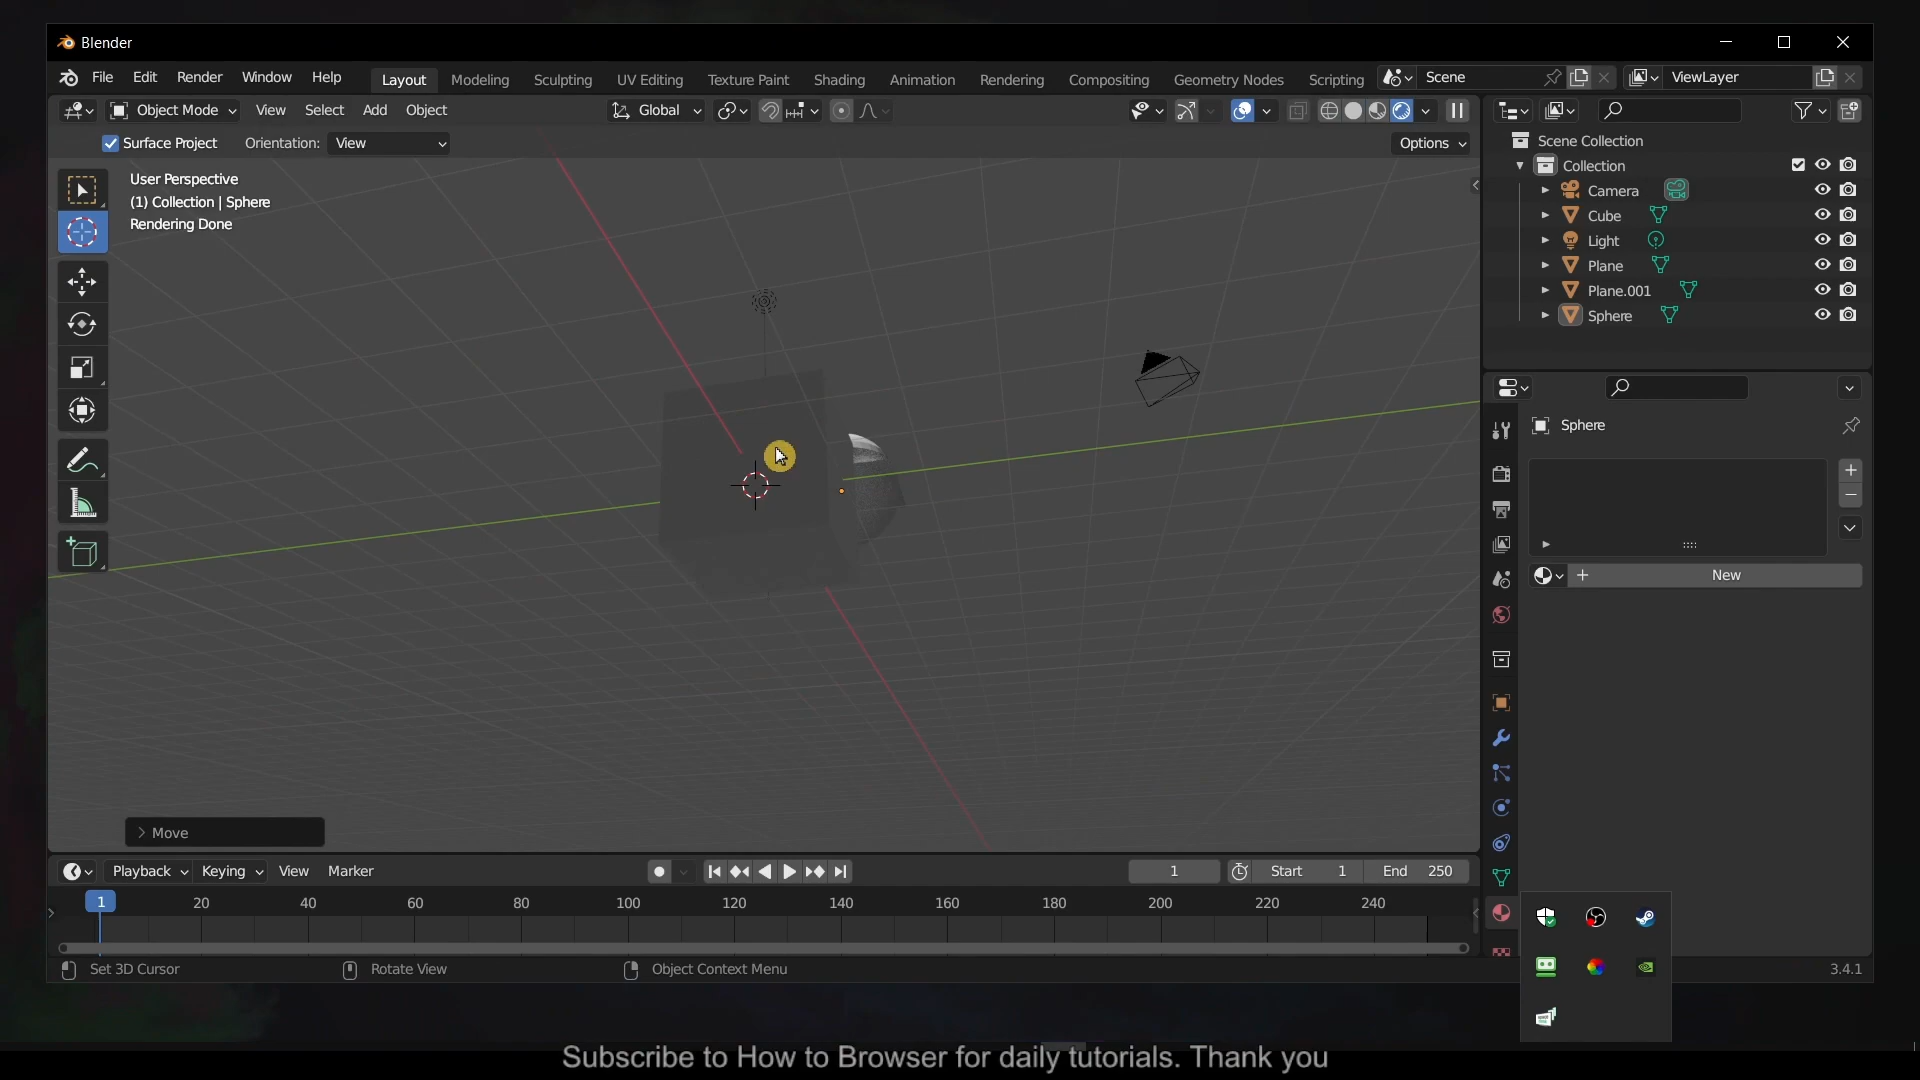 Blender
File Edit Render Window Help Layout Modeling Sculpting UV Editing Texture Paint Shading Animation Rendering Compositing Geometry Nodes Scripting Scene ViewLayer
Object Mode View Select Add Object Global
Surface Project Orientation: View Options
User Perspective
(1) Collection | Sphere
Rendering Done
Scene Collection
Collection
Camera
Cube
Light
Plane
Plane.001
Sphere
Sphere
New
Move
Playback Keying View Marker 1 Start 1 End 250
1 20 40 60 80 100 120 140 160 180 200 220 240
Set 3D Cursor Rotate View Object Context Menu 3.4.1
Subscribe to How to Browser for daily tutorials. Thank you